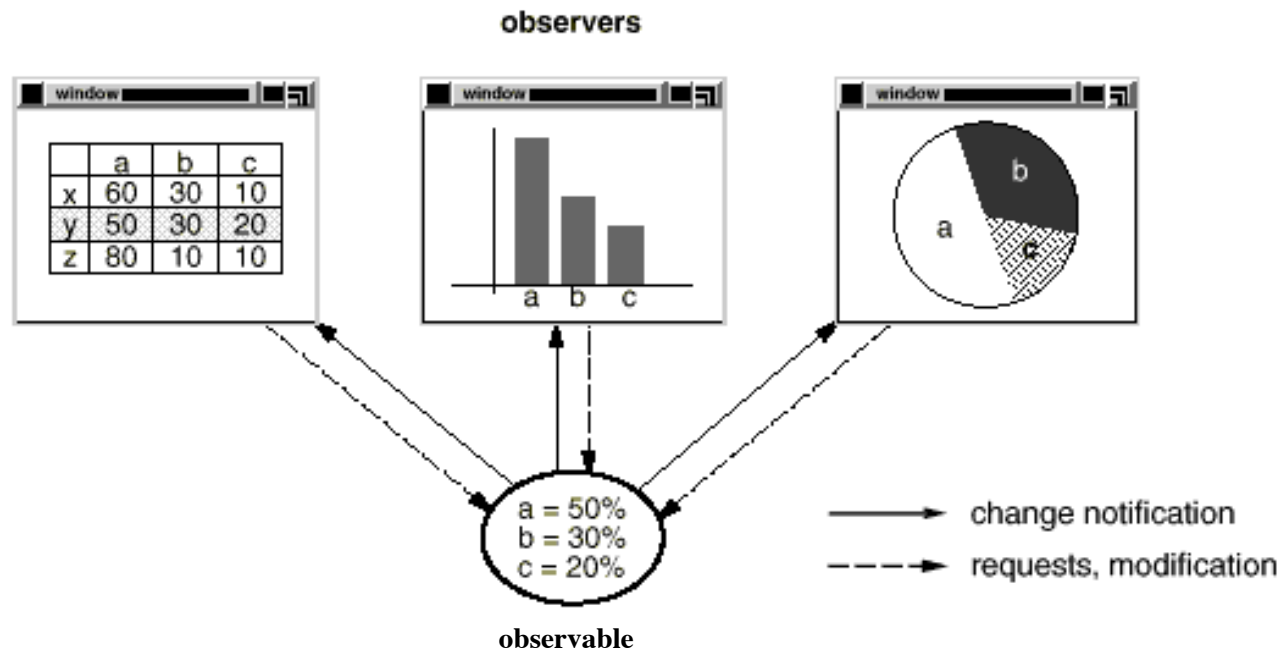 observers
window
a b c
x 60 30 10
y 50 30 20
z 80 10 10
window
a b c
window
b
a
c
a = 50%
b = 30%
c = 20%
change notification
requests, modification
observable